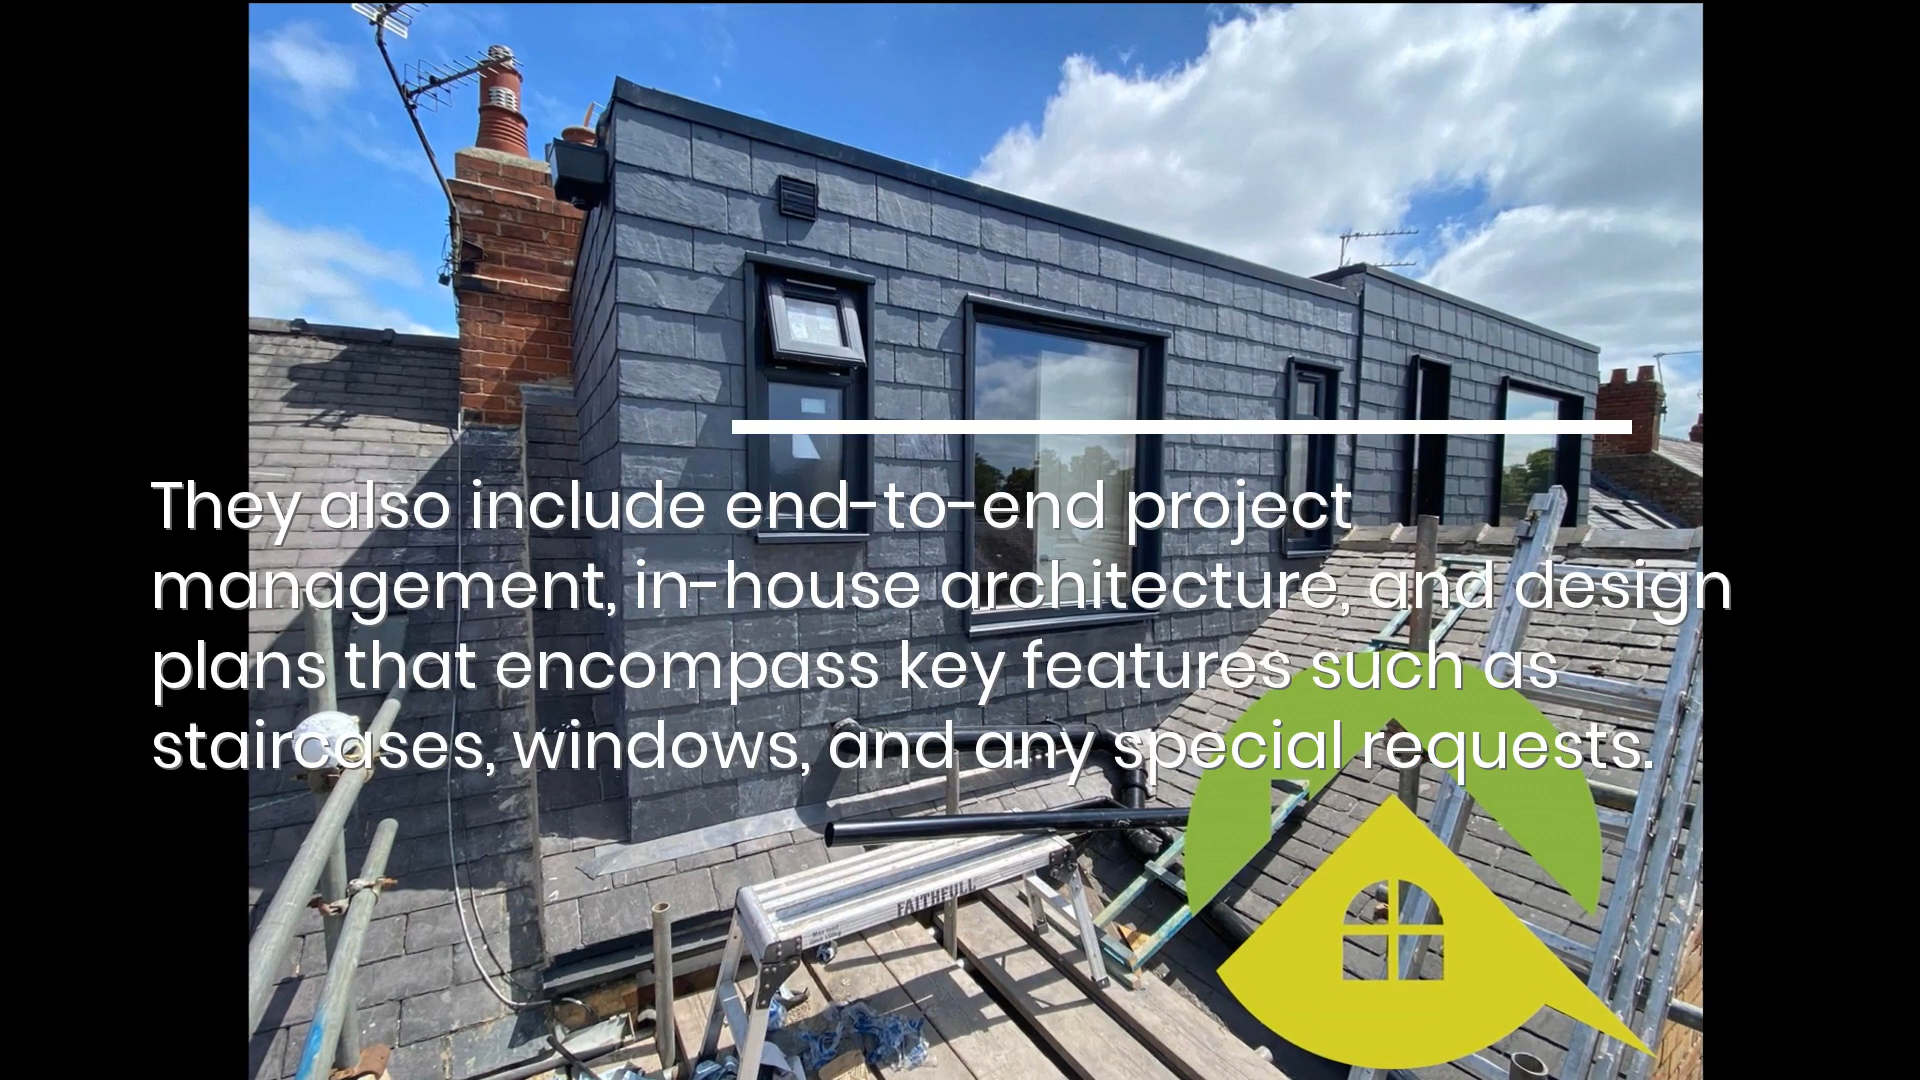 They also include end-to-end project
management, in-house architecture, and design
plans that encompass key features such as
staircases, windows, and any special requests.
FAITHFULL